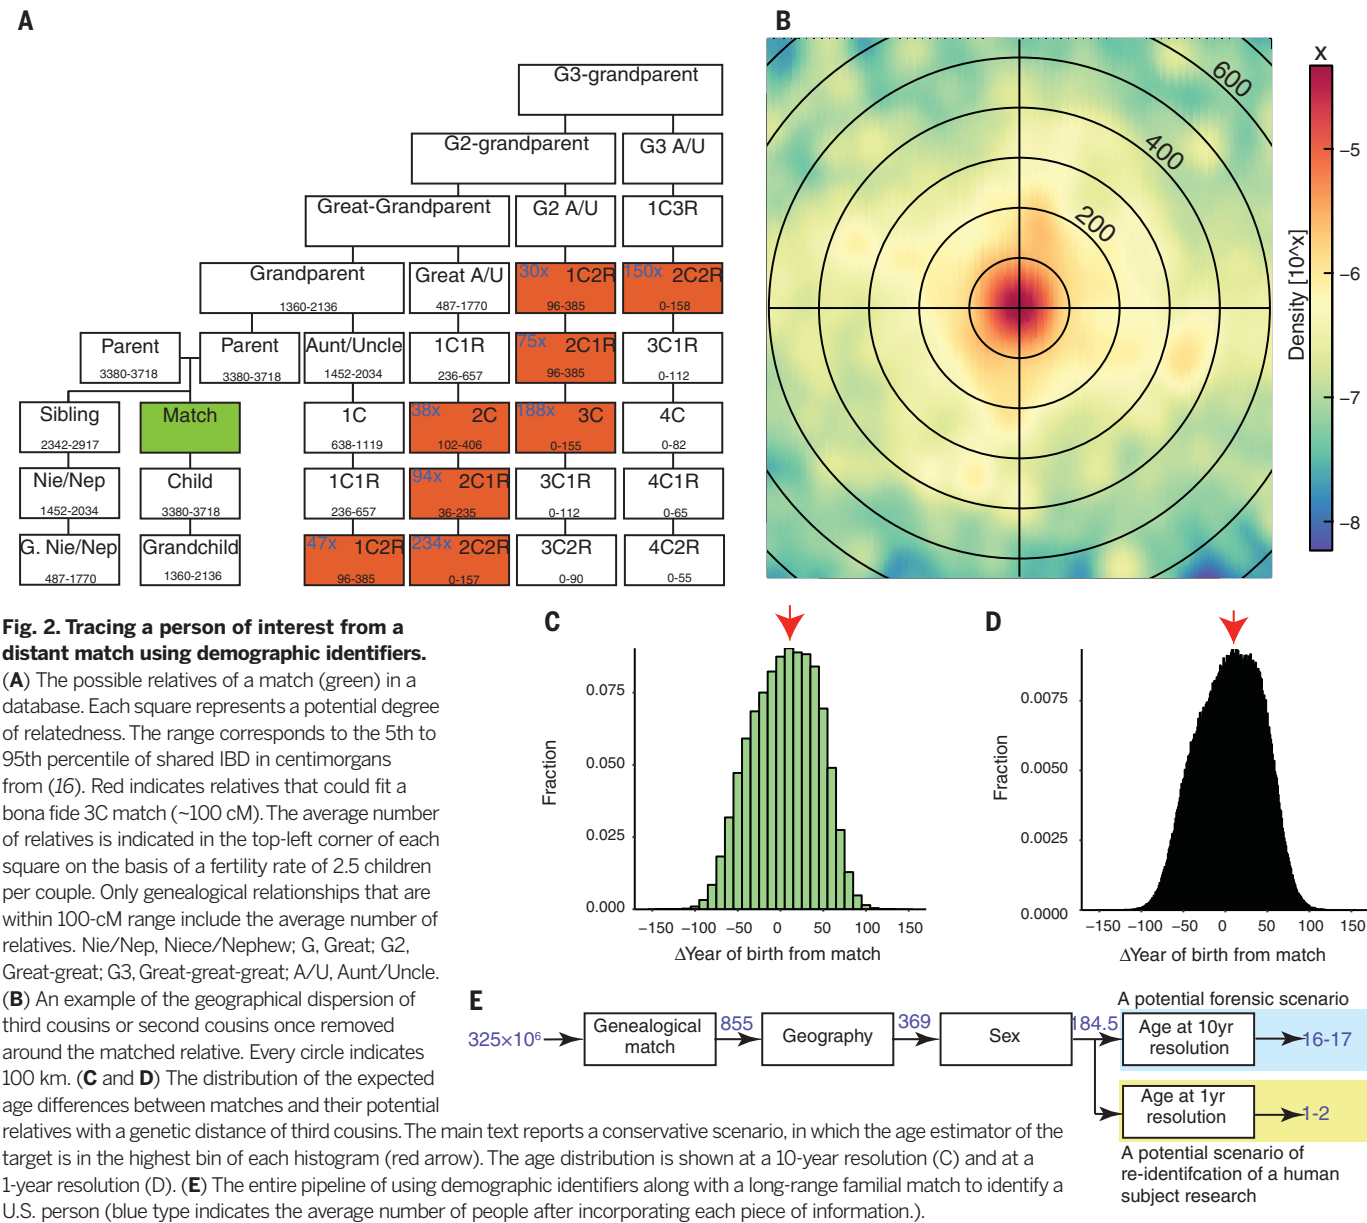 A
G3-grandparent
G2-grandparent
G3 A/U
Great-Grandparent
G2 A/U
1C3R
Grandparent
1360-2136
Great A/U
487-1770
30x 1C2R
96-385
150x 2C2R
0-158
Parent
3380-3718
Parent
3380-3718
Aunt/Uncle
1452-2034
1C1R
236-657
75x 2C1R
96-385
3C1R
0-112
Sibling
2342-2917
Match
1C
638-1119
38x 2C
102-406
188x 3C
0-155
4C
0-82
Nie/Nep
1452-2034
Child
3380-3718
1C1R
236-657
94x 2C1R
36-235
3C1R
0-112
4C1R
0-65
G. Nie/Nep
487-1770
Grandchild
1360-2136
47x 1C2R
96-385
234x 2C2R
0-157
3C2R
0-90
4C2R
0-55
B
600
400
200
X
-5
-6
-7
-8
Density [10^x]
Fig. 2. Tracing a person of interest from a
distant match using demographic identifiers.
(A) The possible relatives of a match (green) in a
database. Each square represents a potential degree
of relatedness. The range corresponds to the 5th to
95th percentile of shared IBD in centimorgans
from (16). Red indicates relatives that could fit a
bona fide 3C match (~100 cM). The average number
of relatives is indicated in the top-left corner of each
square on the basis of a fertility rate of 2.5 children
per couple. Only genealogical relationships that are
within 100-cM range include the average number of
relatives. Nie/Nep, Niece/Nephew; G, Great; G2,
Great-great; G3, Great-great-great; A/U, Aunt/Uncle.
(B) An example of the geographical dispersion of
third cousins or second cousins once removed
around the matched relative. Every circle indicates
100 km. (C and D) The distribution of the expected
age differences between matches and their potential
relatives with a genetic distance of third cousins. The main text reports a conservative scenario, in which the age estimator of the
target is in the highest bin of each histogram (red arrow). The age distribution is shown at a 10-year resolution (C) and at a
1-year resolution (D). (E) The entire pipeline of using demographic identifiers along with a long-range familial match to identify a
U.S. person (blue type indicates the average number of people after incorporating each piece of information.).
C
Fraction
0.075
0.050
0.025
0.000
-150 -100 -50 0 50 100 150
ΔYear of birth from match
D
Fraction
0.0075
0.0050
0.0025
0.0000
-150 -100 -50 0 50 100 150
ΔYear of birth from match
E
325×10⁶
Genealogical
match
855
Geography
369
Sex
184.5
A potential forensic scenario
Age at 10yr
resolution
16-17
Age at 1yr
resolution
1-2
A potential scenario of
re-identifcation of a human
subject research